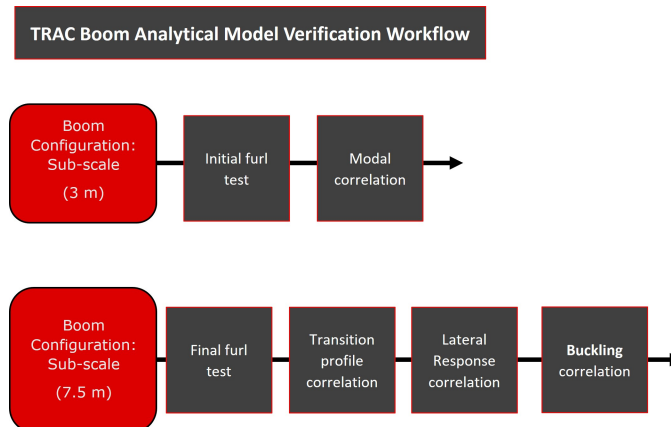 TRAC Boom Analytical Model Verification Workflow
Boom
Configuration:
Sub-scale
(3 m)
Initial furl
test
Modal
correlation
Boom
Configuration:
Sub-scale
(7.5 m)
Final furl
test
Transition
profile
correlation
Lateral
Response
correlation
Buckling
correlation